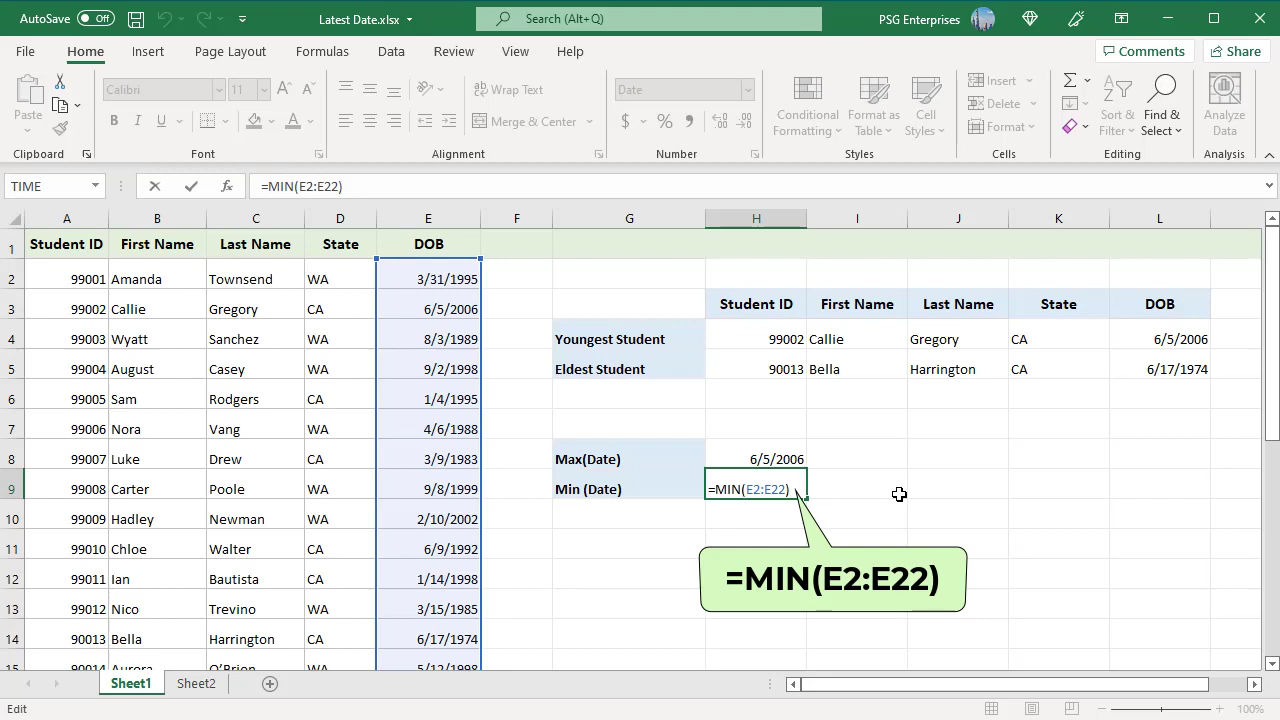 AutoSave Off Latest Date.xlsx Search (Alt+Q) PSG Enterprises
File Home Insert Page Layout Formulas Data Review View Help Comments Share
Paste Calibri 11 Wrap Text Date Conditional Formatting Format as Table Cell Styles Insert Sort & Filter Find & Select Analyze Data
Delete
B I U A Merge & Center $ % Format
Clipboard Font Alignment Number Styles Cells Editing Analysis
TIME fx =MIN(E2:E22)
A B C D E F G H I J K L
1 Student ID First Name Last Name State DOB
2 99001 Amanda Townsend WA 3/31/1995
3 99002 Callie Gregory CA 6/5/2006 Student ID First Name Last Name State DOB
4 99003 Wyatt Sanchez WA 8/3/1989 Youngest Student 99002 Callie Gregory CA 6/5/2006
5 99004 August Casey WA 9/2/1998 Eldest Student 90013 Bella Harrington CA 6/17/1974
6 99005 Sam Rodgers CA 1/4/1995
7 99006 Nora Vang WA 4/6/1988
8 99007 Luke Drew CA 3/9/1983 Max(Date) 6/5/2006
9 99008 Carter Poole WA 9/8/1999 Min (Date) =MIN(E2:E22)
10 99009 Hadley Newman WA 2/10/2002
11 99010 Chloe Walter CA 6/9/1992
12 99011 Ian Bautista CA 1/14/1998 =MIN(E2:E22)
13 99012 Nico Trevino WA 3/15/1985
14 90013 Bella Harrington CA 6/17/1974
15 90014 Aurora O'Brien WA 5/12/1998
Sheet1 Sheet2
Edit 100%